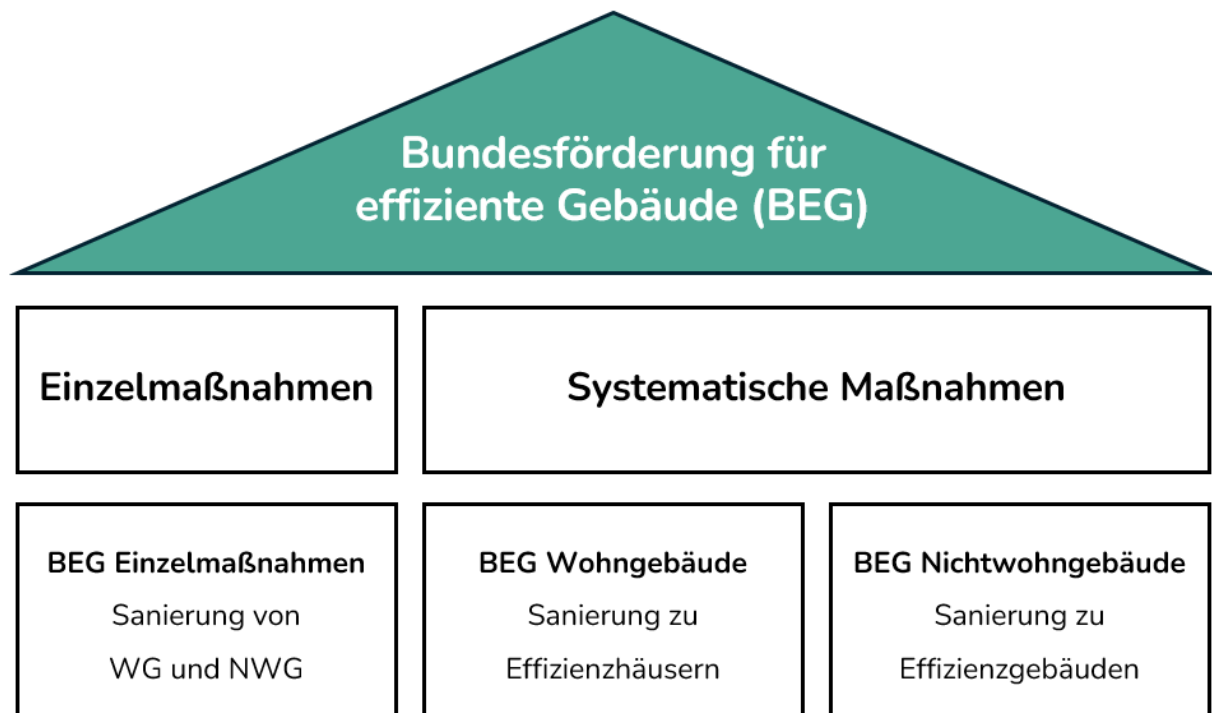 Bundesförderung für
effiziente Gebäude (BEG)
Einzelmaßnahmen
Systematische Maßnahmen
BEG Einzelmaßnahmen
Sanierung von
WG und NWG
BEG Wohngebäude
Sanierung zu
Effizienzhäusern
BEG Nichtwohngebäude
Sanierung zu
Effizienzgebäuden